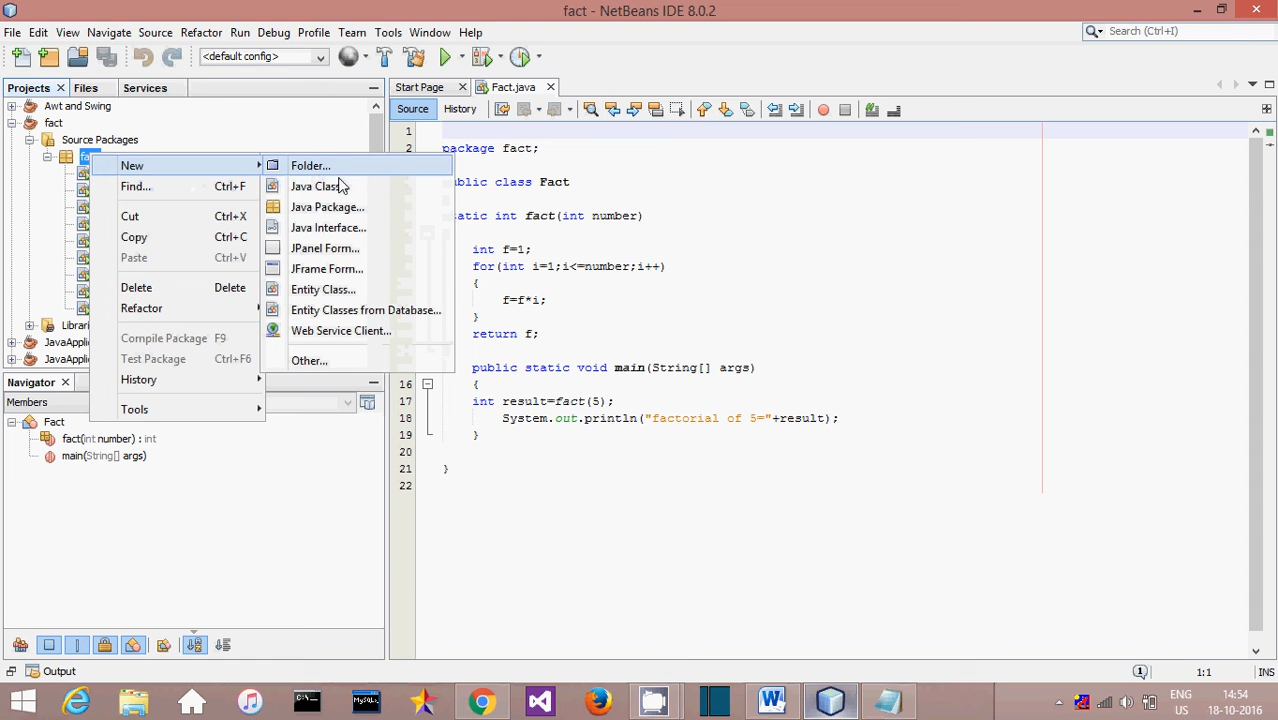 fact - NetBeans IDE 8.0.2
File Edit View Navigate Source Refactor Run Debug Profile Team Tools Window Help
Search (Ctrl+I)
<default config>
Projects Files Services
Start Page Fact.java
Source History
Awt and Swing
fact
Source Packages
New
Find... Ctrl+F
Cut Ctrl+X
Copy Ctrl+C
Paste Ctrl+V
Delete Delete
Refactor
Compile Package F9
Test Package Ctrl+F6
History
Tools
Folder...
Java Class
Java Package...
Java Interface...
JPanel Form...
JFrame Form...
Entity Class...
Entity Classes from Database...
Web Service Client...
Other...
Librari
JavaAppli
JavaAppli
Navigator
Members
Fact
fact(int number) : int
main(String[] args)
1
2 package fact;
ublic class Fact
atic int fact(int number)
int f=1;
for(int i=1;i<=number;i++)
{
f=f*i;
}
return f;
public static void main(String[] args)
16 {
17 int result=fact(5);
18 System.out.println("factorial of 5="+result);
19 }
20
21 }
22
Output
1
1:1
INS
ENG
US
14:54
18-10-2016